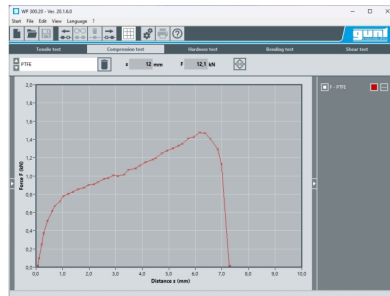 WP 300.20 - Ver. 20.1.6.0
Start File Edit View Language ?
gunt
Tensile test Compression test Hardness test Bending test Shear test
PTFE s 12 mm F 12,1 kN
F - PTFE
2,0
1,8
1,6
1,4
1,2
1,0
0,8
0,6
0,4
0,2
0,0
Force F (kN)
0,0 1,0 2,0 3,0 4,0 5,0 6,0 7,0 8,0 9,0 10,0
Distance s (mm)